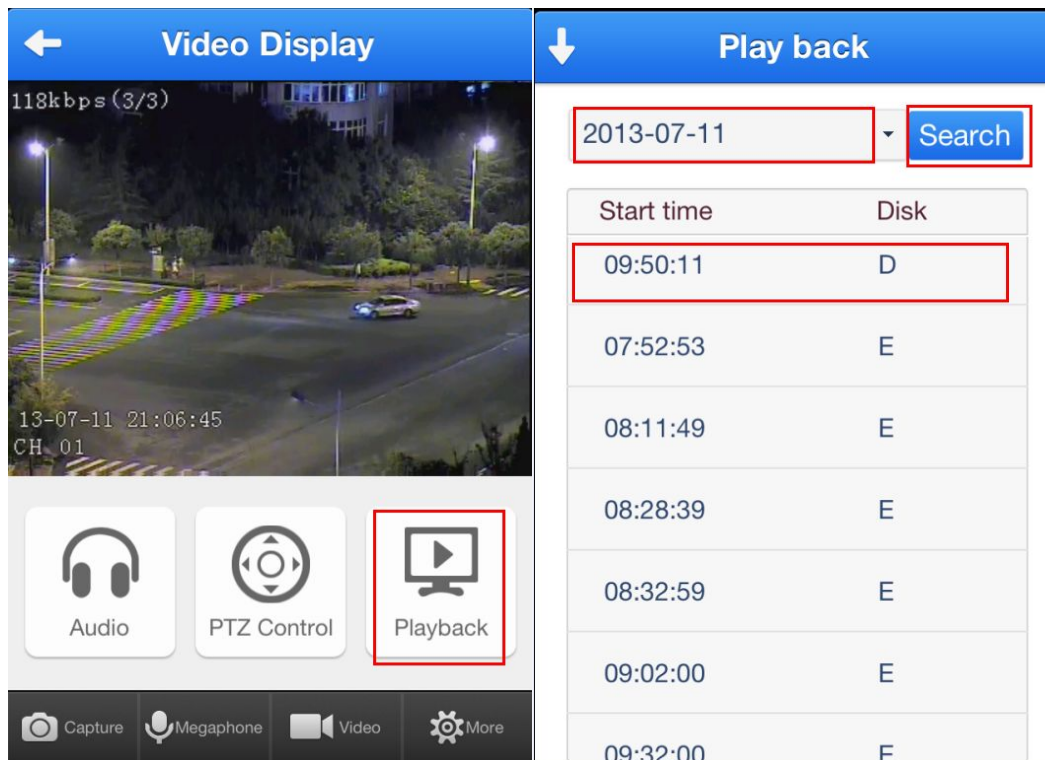 Video Display
118kbps(3/3)
13-07-11 21:06:45
CH 01
Audio
PTZ Control
Playback
Capture
Megaphone
Video
More
Play back
2013-07-11
Search
Start time Disk
09:50:11 D
07:52:53 E
08:11:49 E
08:28:39 E
08:32:59 E
09:02:00 E
09:32:00 E